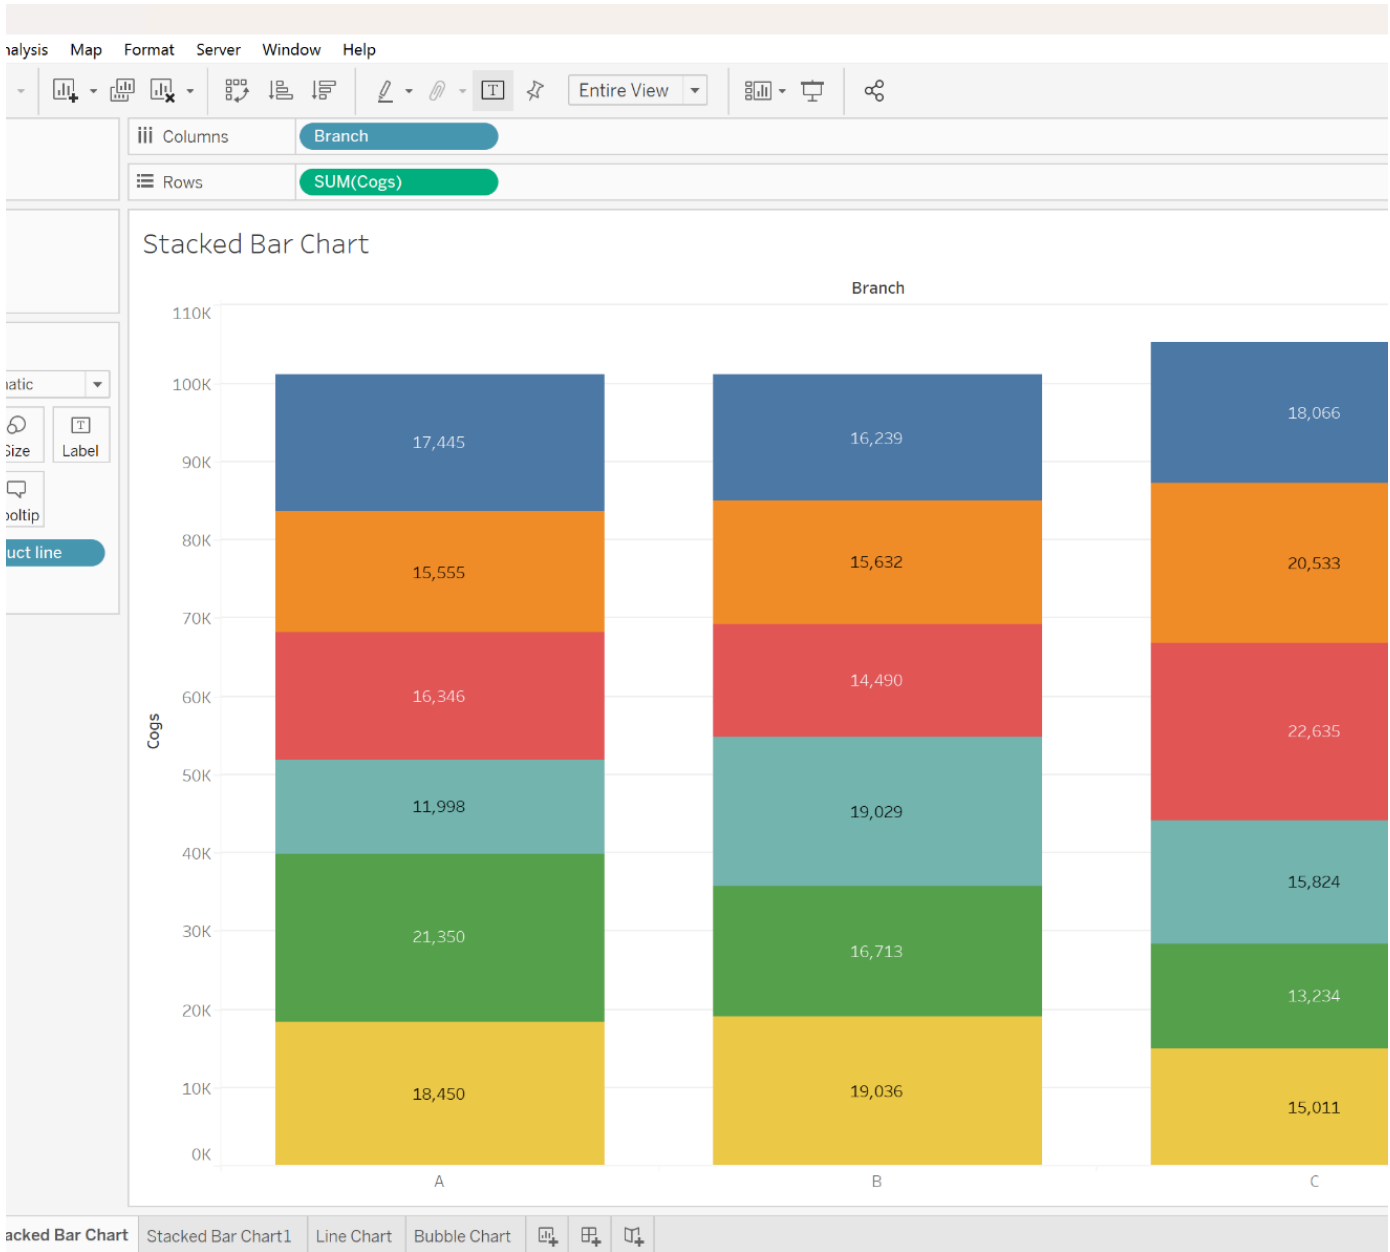 nalysis Map Format Server Window Help
Entire View
Columns Branch
Rows SUM(Cogs)
Stacked Bar Chart
Branch
110K
100K
90K
80K
70K
60K
50K
40K
30K
20K
10K
0K
Cogs
17,445
15,555
16,346
11,998
21,350
18,450
16,239
15,632
14,490
19,029
16,713
19,036
18,066
20,533
22,635
15,824
13,234
15,011
A B C
natic
Size Label
ooltip
uct line
acked Bar Chart Stacked Bar Chart1 Line Chart Bubble Chart